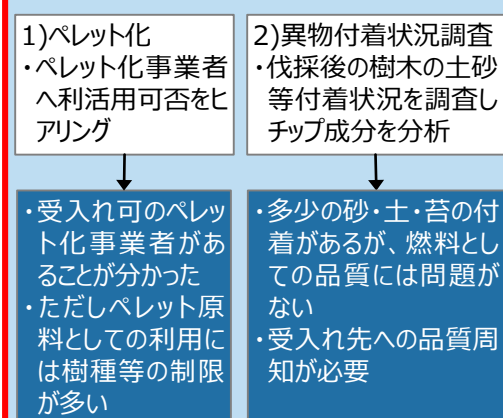 1)ペレット化
・ペレット化事業者
へ利活用可否をヒ
アリング
2)異物付着状況調査
・伐採後の樹木の土砂
等付着状況を調査し
チップ成分を分析
・受入れ可のペレッ
ト化事業者があ
ることが分かった
・ただしペレット原
料としての利用に
は樹種等の制限
が多い
・多少の砂・土・苔の付
着があるが、燃料とし
ての品質には問題が
ない
・受入れ先への品質周
知が必要